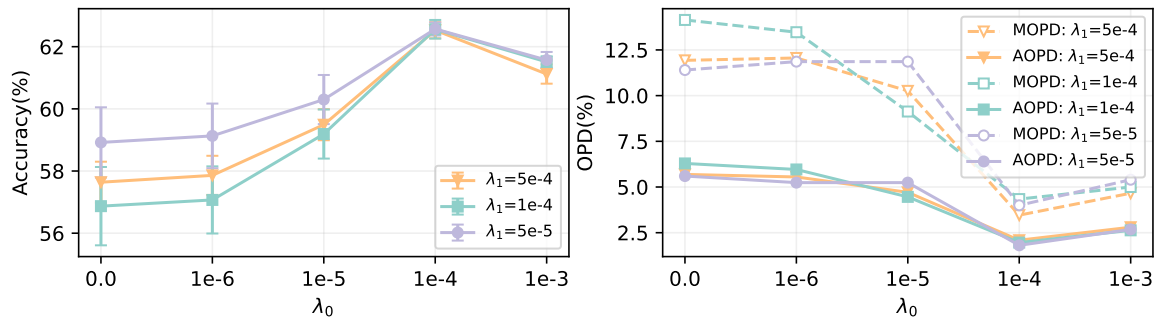 Accuracy(%)
62
60
58
56
0.0 1e-6 1e-5 1e-4 1e-3
λ₀
λ₁=5e-4
λ₁=1e-4
λ₁=5e-5
OPD(%)
12.5
10.0
7.5
5.0
2.5
0.0 1e-6 1e-5 1e-4 1e-3
λ₀
MOPD: λ₁=5e-4
AOPD: λ₁=5e-4
MOPD: λ₁=1e-4
AOPD: λ₁=1e-4
MOPD: λ₁=5e-5
AOPD: λ₁=5e-5